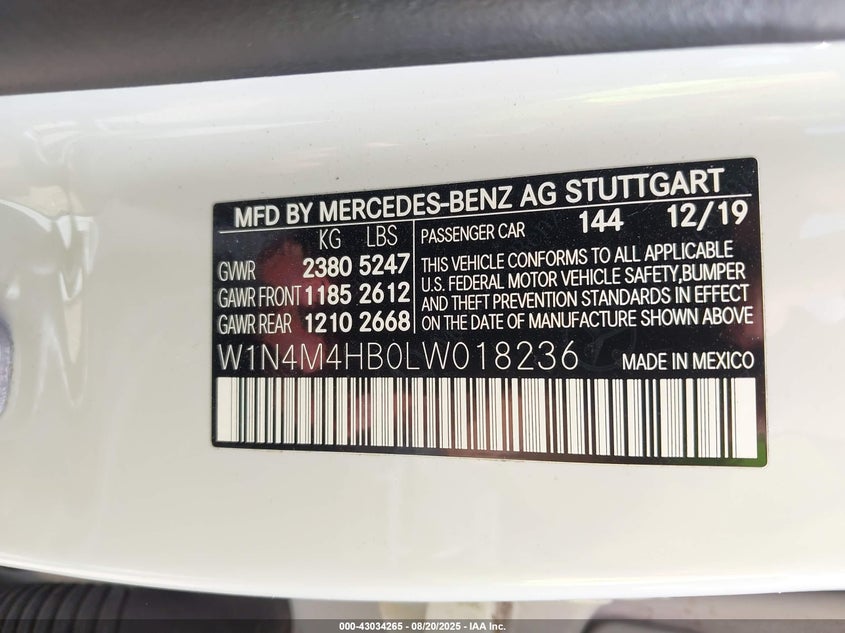 MFD BY MERCEDES-BENZ AG STUTTGART
KG LBS PASSENGER CAR 144 12/19
GVWR 2380 5247
GAWR FRONT 1185 2612
GAWR REAR 1210 2668
THIS VEHICLE CONFORMS TO ALL APPLICABLE
U.S. FEDERAL MOTOR VEHICLE SAFETY,BUMPER
AND THEFT PREVENTION STANDARDS IN EFFECT
ON THE DATE OF MANUFACTURE SHOWN ABOVE
W1N4M4HB0LW018236 MADE IN MEXICO
000-43034265 - 08/20/2025 - IAA Inc.